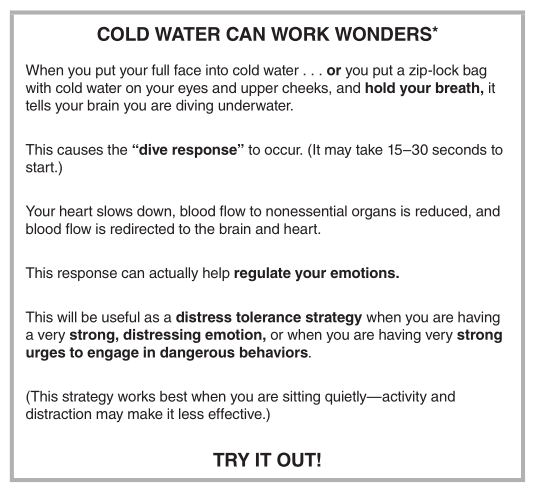 COLD WATER CAN WORK WONDERS*
When you put your full face into cold water . . . or you put a zip-lock bag
with cold water on your eyes and upper cheeks, and hold your breath, it
tells your brain you are diving underwater.
This causes the “dive response” to occur. (It may take 15–30 seconds to
start.)
Your heart slows down, blood flow to nonessential organs is reduced, and
blood flow is redirected to the brain and heart.
This response can actually help regulate your emotions.
This will be useful as a distress tolerance strategy when you are having
a very strong, distressing emotion, or when you are having very strong
urges to engage in dangerous behaviors.
(This strategy works best when you are sitting quietly—activity and
distraction may make it less effective.)
TRY IT OUT!